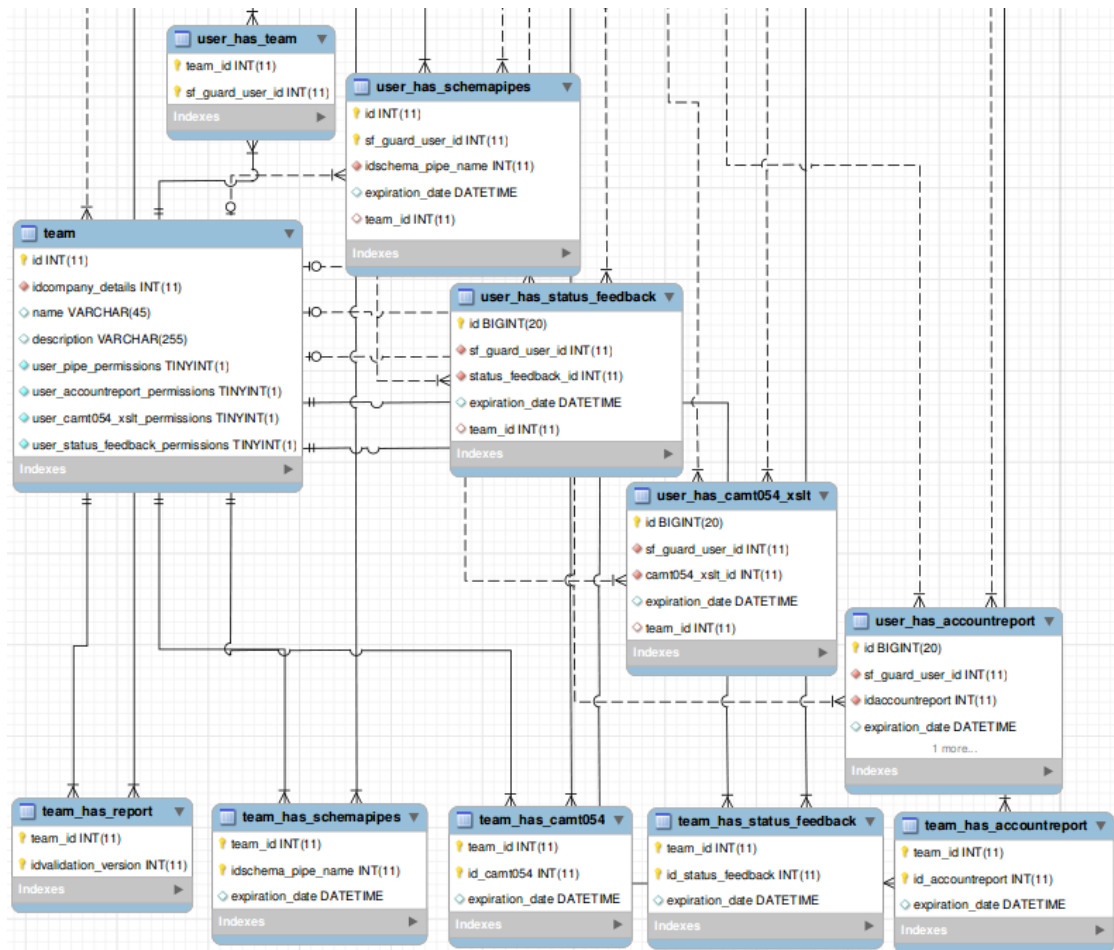 user_has_team
team_id INT(11)
sf_guard_user_id INT(11)
Indexes
user_has_schemapipes
id INT(11)
sf_guard_user_id INT(11)
idschema_pipe_name INT(11)
expiration_date DATETIME
team_id INT(11)
Indexes
team
id INT(11)
idcompany_details INT(11)
name VARCHAR(45)
description VARCHAR(255)
user_pipe_permissions TINYINT(1)
user_accountreport_permissions TINYINT(1)
user_camt054_xslt_permissions TINYINT(1)
user_status_feedback_permissions TINYINT(1)
Indexes
user_has_status_feedback
id BIGINT(20)
sf_guard_user_id INT(11)
status_feedback_id INT(11)
expiration_date DATETIME
team_id INT(11)
Indexes
user_has_camt054_xslt
id BIGINT(20)
sf_guard_user_id INT(11)
camt054_xslt_id INT(11)
expiration_date DATETIME
team_id INT(11)
Indexes
user_has_accountreport
id BIGINT(20)
sf_guard_user_id INT(11)
idaccountreport INT(11)
expiration_date DATETIME
1 more...
Indexes
team_has_report
team_id INT(11)
idvalidation_version INT(11)
Indexes
team_has_schemapipes
team_id INT(11)
idschema_pipe_name INT(11)
expiration_date DATETIME
Indexes
team_has_camt054
team_id INT(11)
id_camt054 INT(11)
expiration_date DATETIME
Indexes
team_has_status_feedback
team_id INT(11)
id_status_feedback INT(11)
expiration_date DATETIME
Indexes
team_has_accountreport
team_id INT(11)
id_accountreport INT(11)
expiration_date DATETIME
Indexes